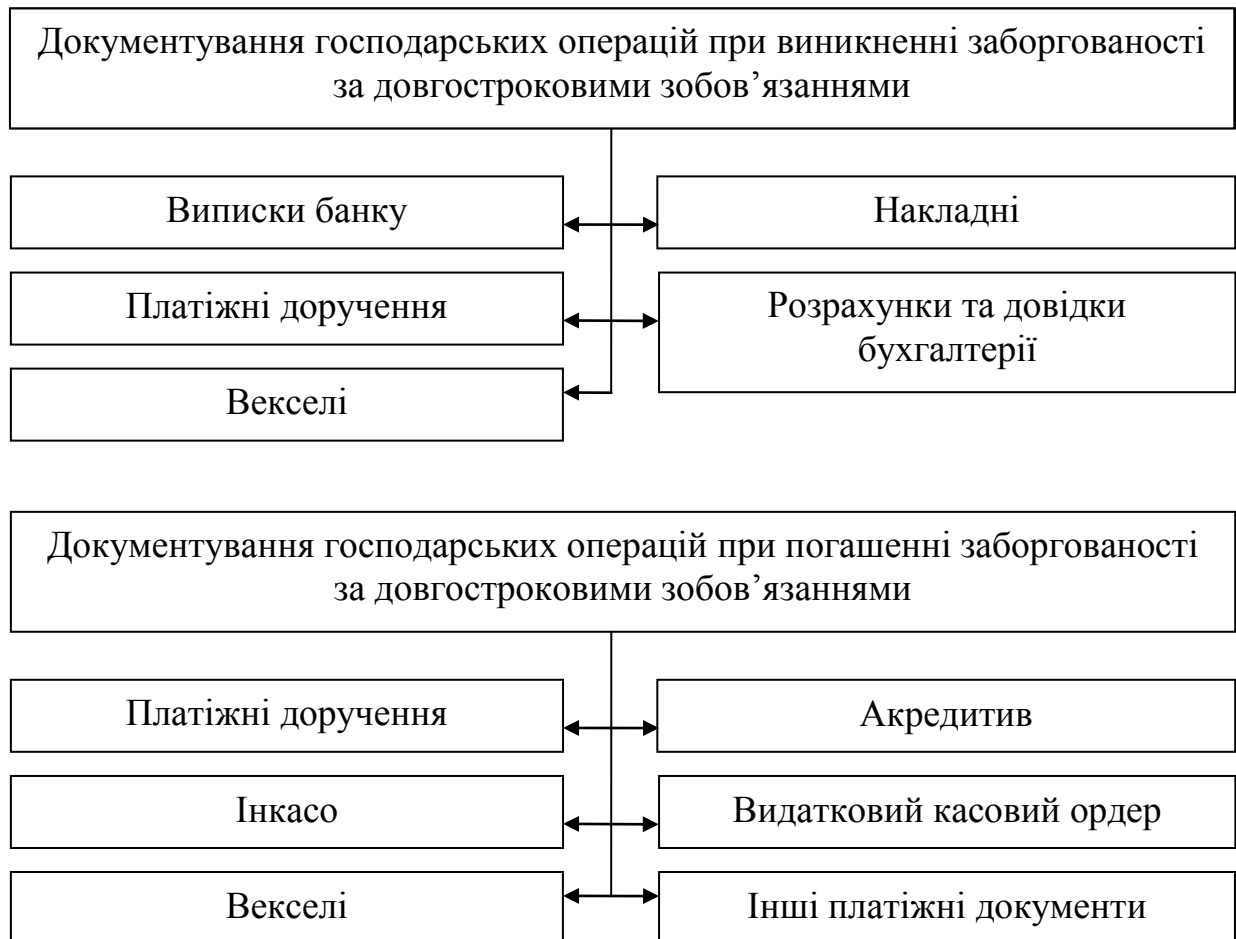 Документування господарських операцій при виникненні заборгованості
за довгостроковими зобов’язаннями
Виписки банку
Накладні
Платіжні доручення
Розрахунки та довідки
бухгалтерії
Векселі
Документування господарських операцій при погашенні заборгованості
за довгостроковими зобов’язаннями
Платіжні доручення
Акредитив
Інкасо
Видатковий касовий ордер
Векселі
Інші платіжні документи